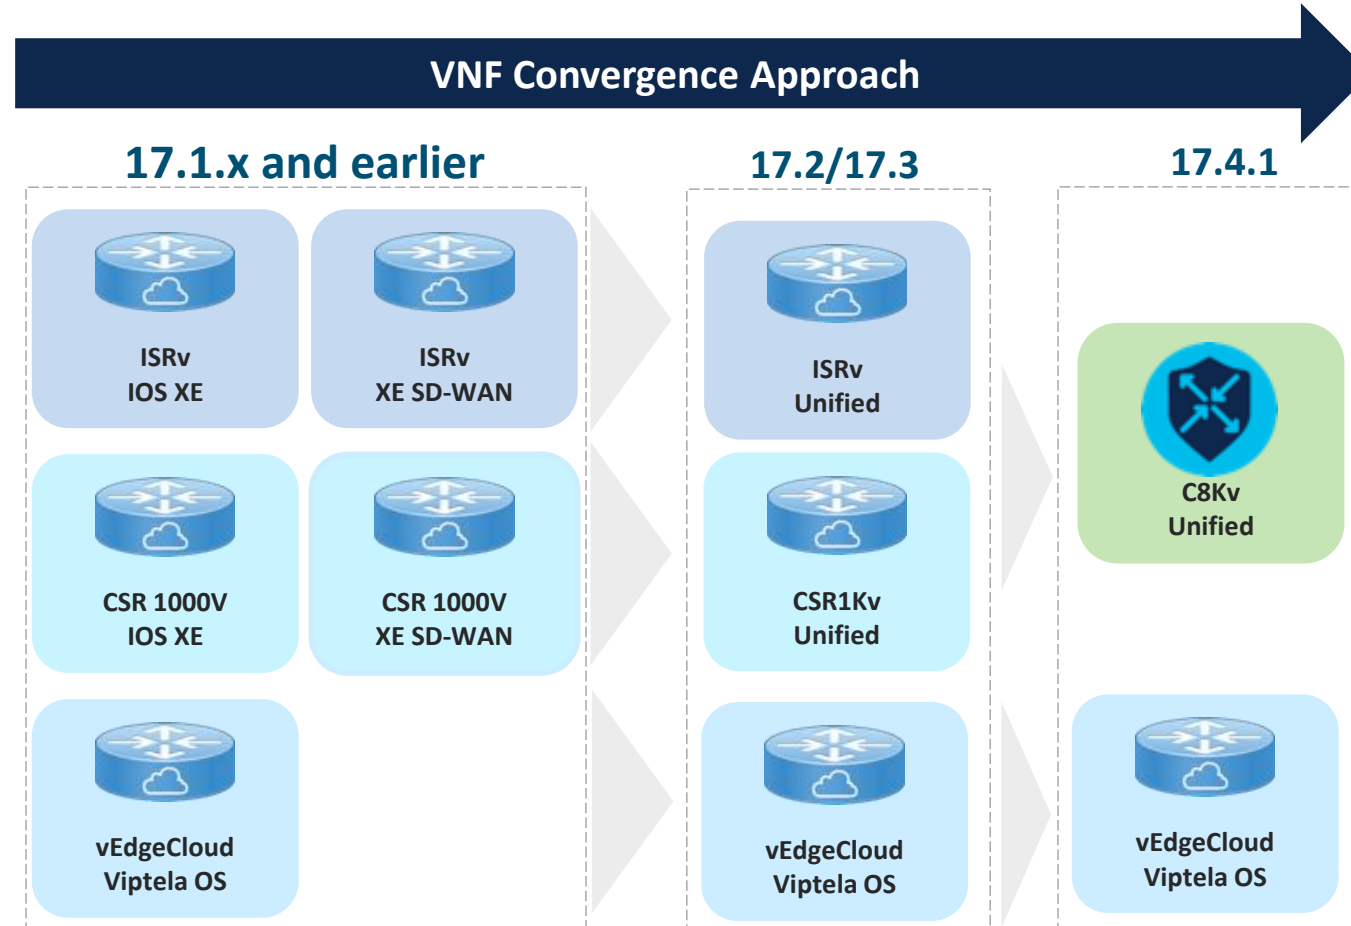 VNF Convergence Approach
17.1.x and earlier
17.2/17.3
17.4.1
ISRv
IOS XE
ISRv
XE SD-WAN
ISRv
Unified
C8Kv
Unified
CSR 1000V
IOS XE
CSR 1000V
XE SD-WAN
CSR1Kv
Unified
vEdgeCloud
Viptela OS
vEdgeCloud
Viptela OS
vEdgeCloud
Viptela OS